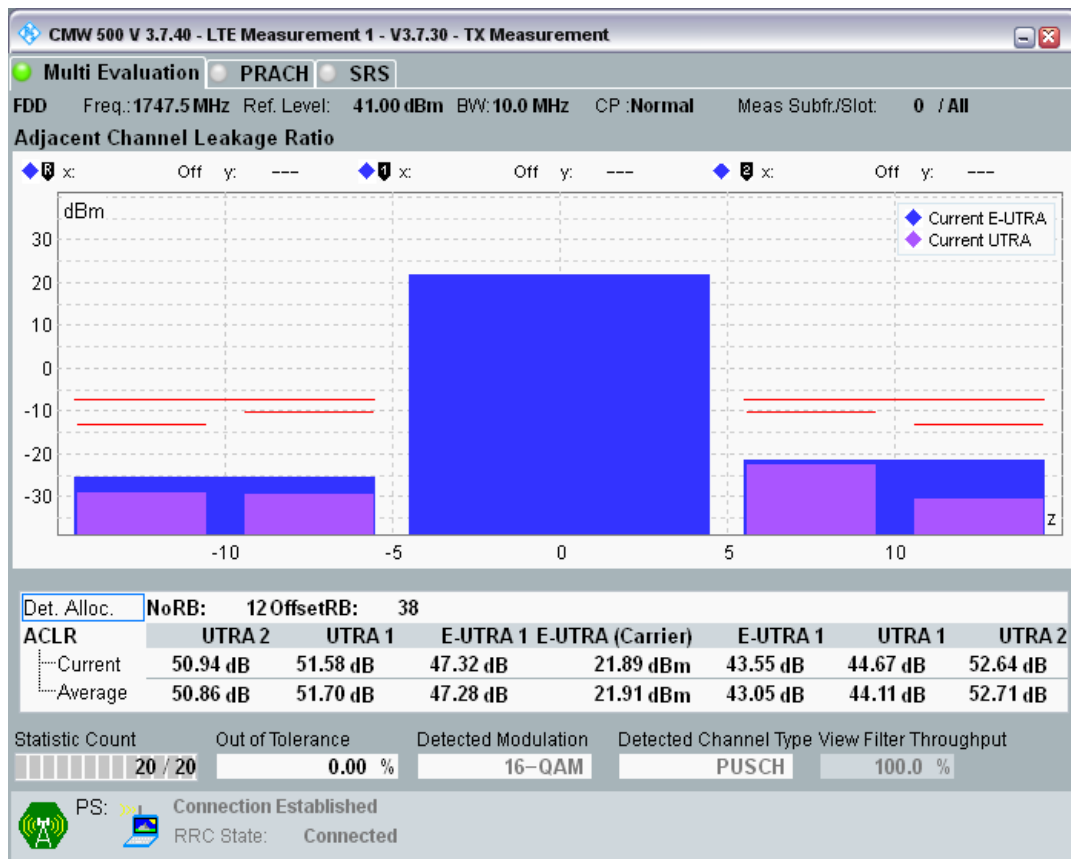 CMW 500 V 3.7.40 - LTE Measurement 1 - V3.7.30 - TX Measurement
Multi Evaluation PRACH SRS
FDD Freq.:1747.5 MHz Ref. Level: 41.00 dBm BW:10.0 MHz CP :Normal Meas Subfr./Slot: 0 / All
Adjacent Channel Leakage Ratio
R x: Off y: --- 1 x: Off y: --- 2 x: Off y: ---
dBm
Current E-UTRA
Current UTRA
30
20
10
0
-10
-20
-30
z
-10 -5 0 5 10
Det. Alloc. NoRB: 12 OffsetRB: 38
ACLR UTRA 2 UTRA 1 E-UTRA 1 E-UTRA (Carrier) E-UTRA 1 UTRA 1 UTRA 2
Current 50.94 dB 51.58 dB 47.32 dB 21.89 dBm 43.55 dB 44.67 dB 52.64 dB
Average 50.86 dB 51.70 dB 47.28 dB 21.91 dBm 43.05 dB 44.11 dB 52.71 dB
Statistic Count Out of Tolerance Detected Modulation Detected Channel Type View Filter Throughput
20 / 20 0.00 % 16-QAM PUSCH 100.0 %
PS: Connection Established
RRC State: Connected